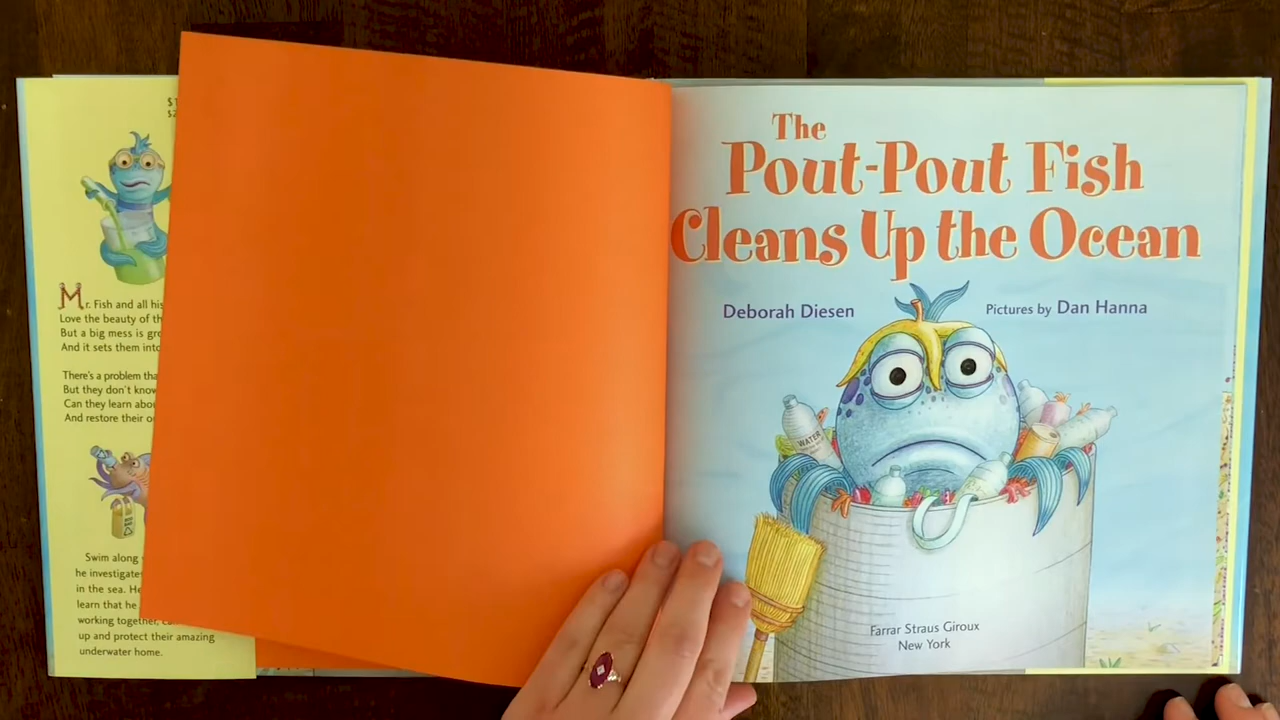 Mr. Fish and all his
Love the beauty of th
But a big mess is gro
And it sets them into
There's a problem tha
But they don't know
Can they learn abou
And restore their o
Swim along
he investigates
in the sea. He
learn that he
working together,
up and protect their amazing
underwater home.
The
Pout-Pout Fish
Cleans Up the Ocean
Deborah Diesen
Pictures by Dan Hanna
WATER
Farrar Straus Giroux
New York